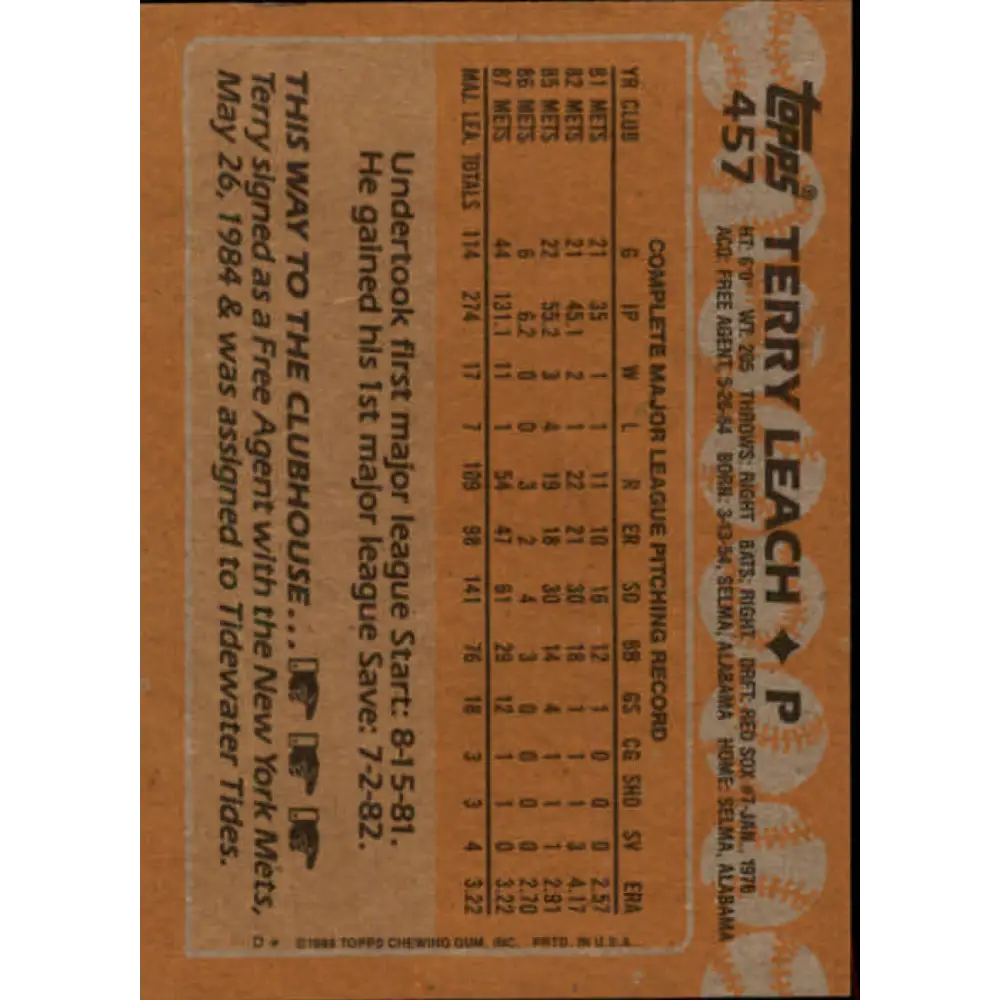 topps® TERRY LEACH ♦ P
457 HT: 6'0" WT: 205 THROWS: RIGHT BATS: RIGHT DRFT: RED SOX #7-JAN., 1976
ACQ: FREE AGENT, 5-26-84 BORN: 3-13-54, SELMA, ALABAMA HOME: SELMA, ALABAMA
COMPLETE MAJOR LEAGUE PITCHING RECORD
YR CLUB G IP W L R ER SO BB GS CG SHO SV ERA
81 METS 21 35 1 1 11 10 16 12 1 0 0 0 2.57
82 METS 21 45.1 2 1 22 21 30 18 1 1 1 3 4.17
85 METS 22 55.2 3 4 19 18 30 14 4 1 1 1 2.91
86 METS 6 6.2 0 0 3 2 4 3 0 0 0 0 2.70
87 METS 44 131.1 11 1 54 47 61 29 12 1 1 0 3.22
MAJ. LEA. TOTALS 114 274 17 7 109 98 141 76 18 3 3 4 3.22
Undertook first major league Start: 8-15-81.
He gained his 1st major league Save: 7-2-82.
THIS WAY TO THE CLUBHOUSE...
Terry signed as a Free Agent with the New York Mets,
May 26, 1984 & was assigned to Tidewater Tides.
D* ©1988 TOPPS CHEWING GUM, INC. PRTD. IN U.S.A.